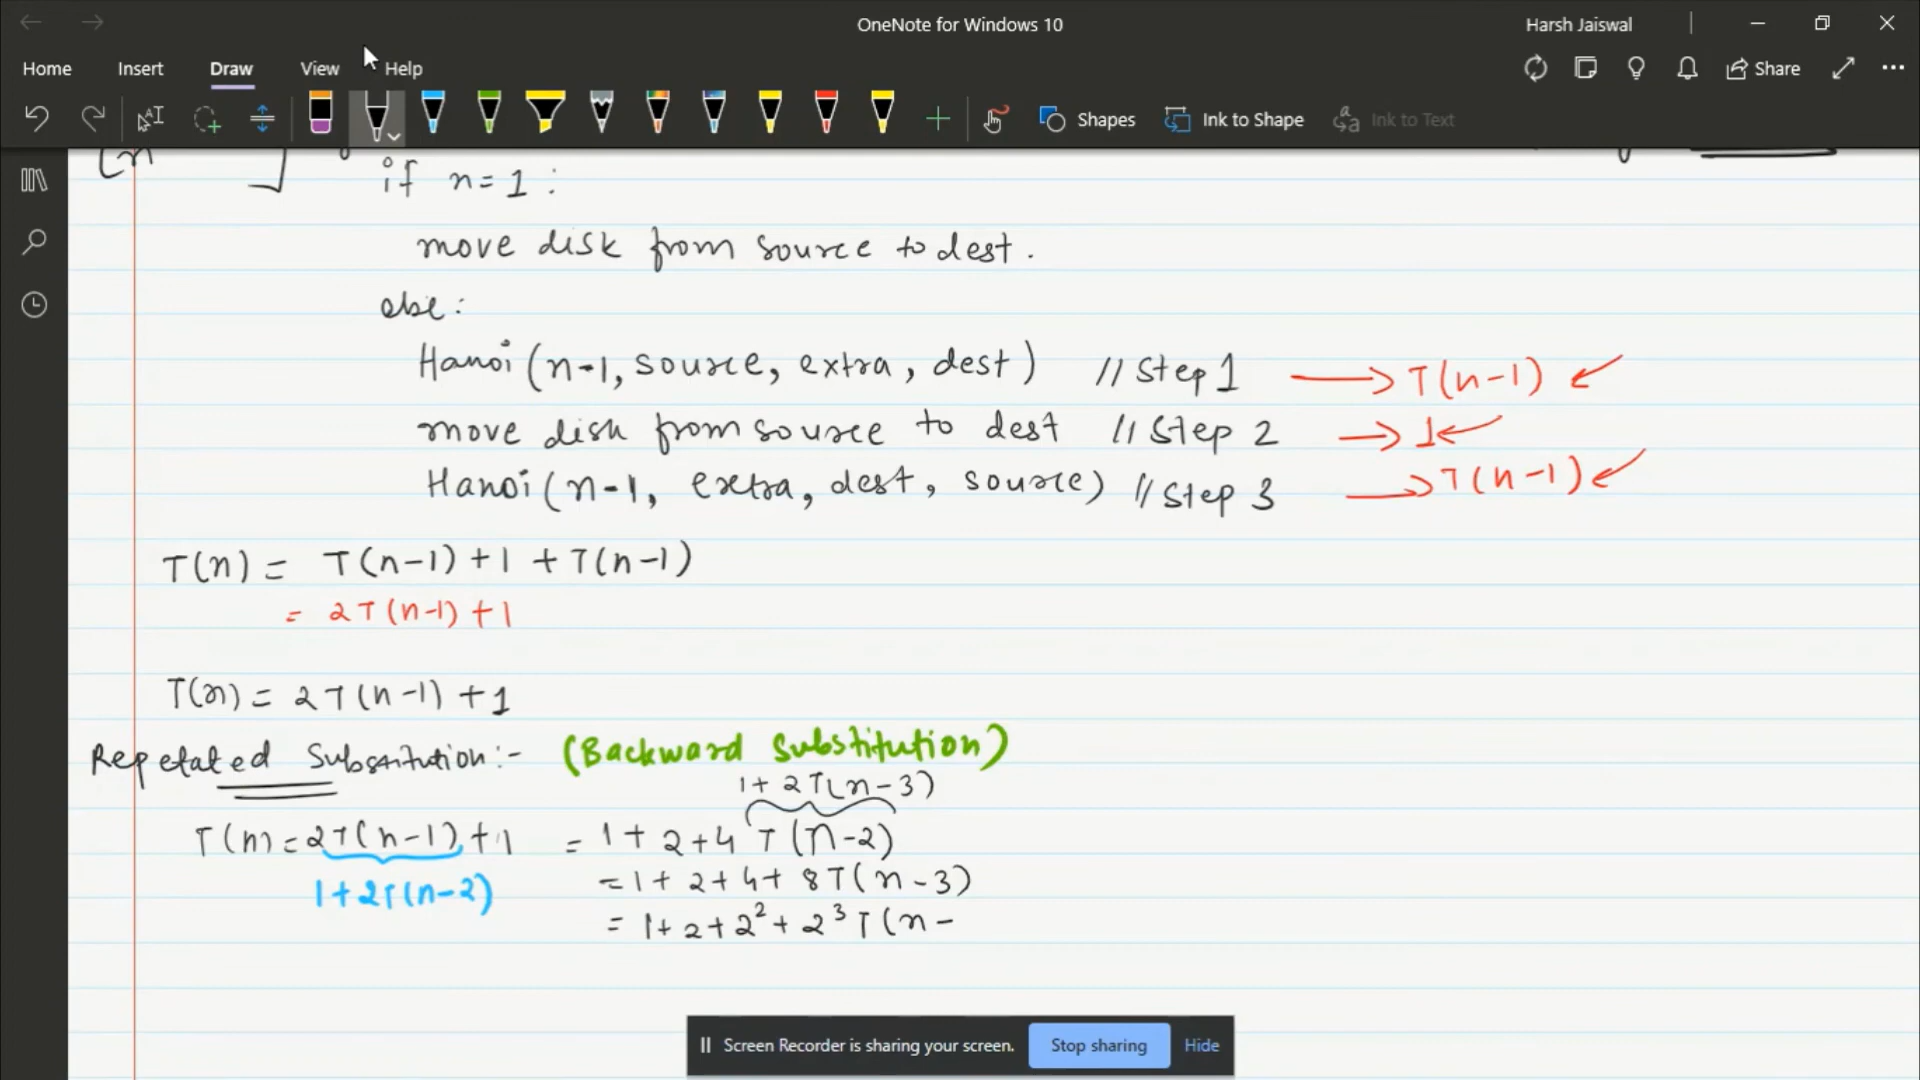 OneNote for Windows 10
Harsh Jaiswal
Home Insert Draw View Help
Share
Shapes Ink to Shape Ink to Text
if n=1 :
move disk from source to dest.
else:
Hanoi (n-1, source, extra, dest) // Step 1 → T(n-1)
move disk from source to dest // Step 2 → 1
Hanoi (n-1, extra, dest, source) // Step 3 → T(n-1)
T(n) = T(n-1) + 1 + T(n-1)
= 2T(n-1) + 1
T(n) = 2T(n-1) + 1
Repetated Substitution:- (Backward Substitution)
1+ 2T(n-3)
T(n) = 2T(n-1) + 1 = 1 + 2 + 4 T(n-2)
1+2T(n-2) = 1 + 2 + 4 + 8T(n-3)
= 1 + 2 + 2² + 2³ T(n -
Screen Recorder is sharing your screen. Stop sharing Hide